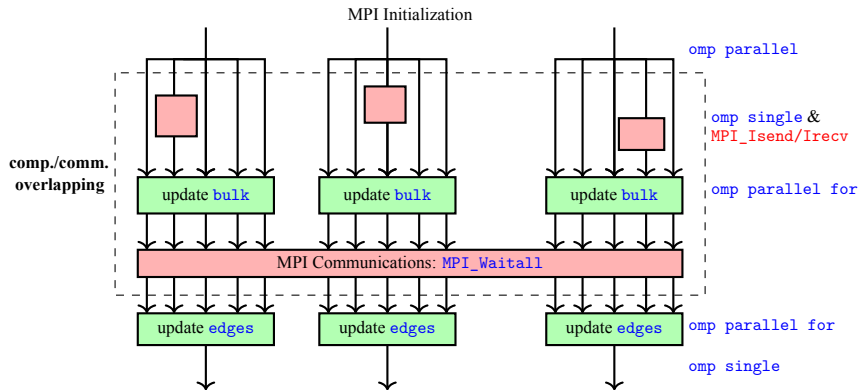 MPI Initialization
omp parallel
omp single &
MPI_Isend/Irecv
comp./comm.
overlapping
update bulk
update bulk
update bulk
omp parallel for
MPI Communications: MPI_Waitall
update edges
update edges
update edges
omp parallel for
omp single